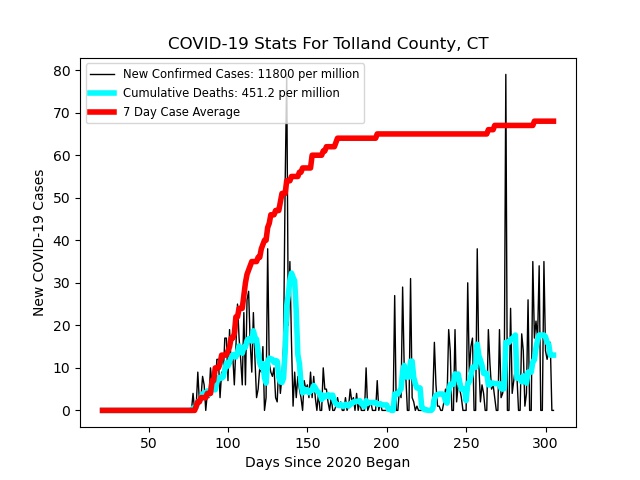 COVID-19 Stats For Tolland County, CT
New Confirmed Cases: 11800 per million
Cumulative Deaths: 451.2 per million
7 Day Case Average
80
70
60
50
40
30
20
10
0
New COVID-19 Cases
50 100 150 200 250 300
Days Since 2020 Began